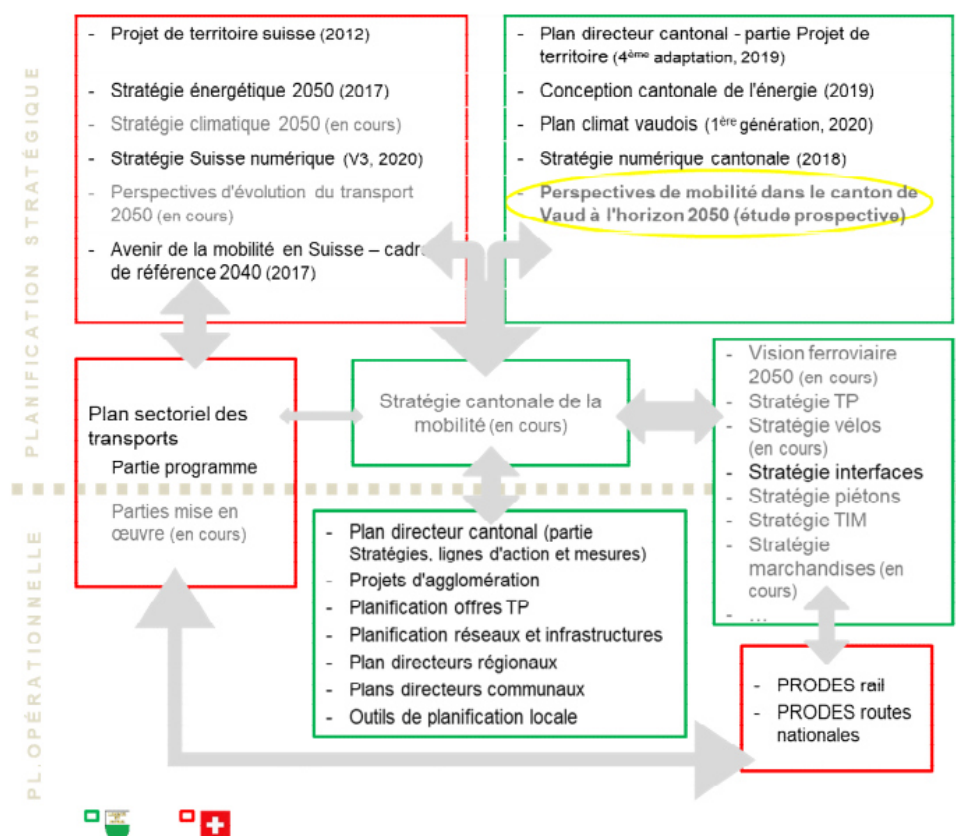 PLANIFICATION STRATÉGIQUE
- Projet de territoire suisse (2012)
- Stratégie énergétique 2050 (2017)
- Stratégie climatique 2050 (en cours)
- Stratégie Suisse numérique (V3, 2020)
- Perspectives d'évolution du transport
2050 (en cours)
- Avenir de la mobilité en Suisse – cadre
de référence 2040 (2017)
- Plan directeur cantonal - partie Projet de
territoire (4ème adaptation, 2019)
- Conception cantonale de l'énergie (2019)
- Plan climat vaudois (1ère génération, 2020)
- Stratégie numérique cantonale (2018)
- Perspectives de mobilité dans le canton de
Vaud à l'horizon 2050 (étude prospective)
Plan sectoriel des
transports
Partie programme
Parties mise en
œuvre (en cours)
Stratégie cantonale de la
mobilité (en cours)
- Vision ferroviaire
2050 (en cours)
- Stratégie TP
- Stratégie vélos
(en cours)
- Stratégie interfaces
- Stratégie piétons
- Stratégie TIM
- Stratégie
marchandises (en
cours)
- ...
PL. OPÉRATIONNELLE
- Plan directeur cantonal (partie
Stratégies, lignes d'action et mesures)
- Projets d'agglomération
- Planification offres TP
- Planification réseaux et infrastructures
- Plan directeurs régionaux
- Plans directeurs communaux
- Outils de planification locale
- PRODES rail
- PRODES routes
nationales